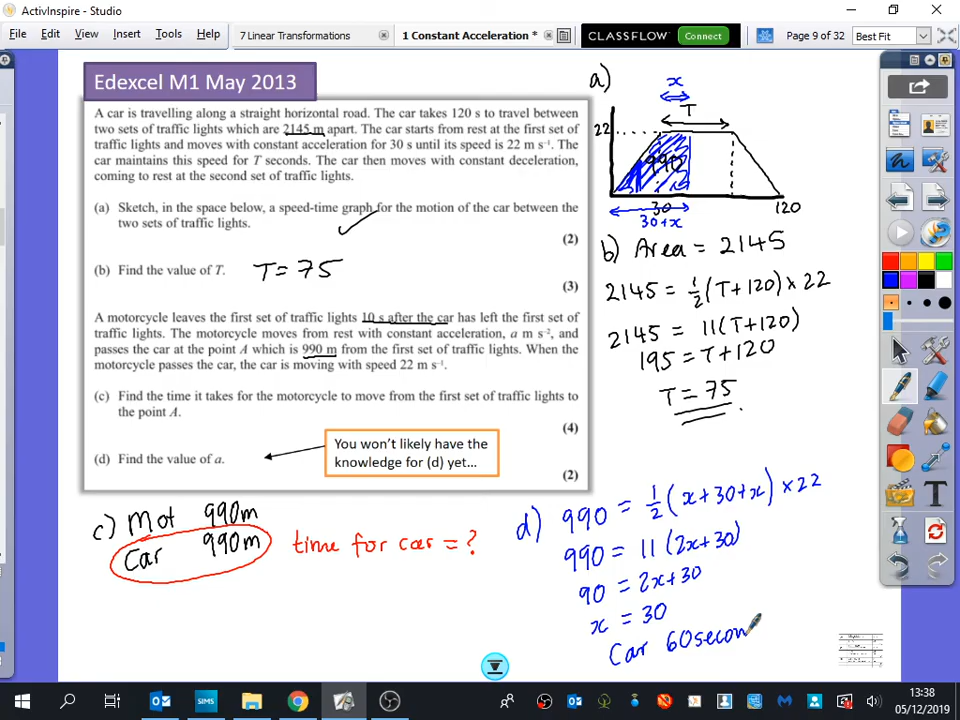 ActivInspire - Studio
File Edit View Insert Tools Help
7 Linear Transformations
1 Constant Acceleration *
CLASSFLOW Connect
Page 9 of 32
Best Fit
Edexcel M1 May 2013
A car is travelling along a straight horizontal road. The car takes 120 s to travel between
two sets of traffic lights which are 2145 m apart. The car starts from rest at the first set of
traffic lights and moves with constant acceleration for 30 s until its speed is 22 m s⁻¹. The
car maintains this speed for T seconds. The car then moves with constant deceleration,
coming to rest at the second set of traffic lights.
(a) Sketch, in the space below, a speed-time graph for the motion of the car between the
two sets of traffic lights.
(2)
(b) Find the value of T. T = 75
(3)
A motorcycle leaves the first set of traffic lights 10 s after the car has left the first set of
traffic lights. The motorcycle moves from rest with constant acceleration, a m s⁻², and
passes the car at the point A which is 990 m from the first set of traffic lights. When the
motorcycle passes the car, the car is moving with speed 22 m s⁻¹.
(c) Find the time it takes for the motorcycle to move from the first set of traffic lights to
the point A.
(4)
(d) Find the value of a.
(2)
You won't likely have the
knowledge for (d) yet...
a)
x
T
22
990
30
120
30+x
b) Area = 2145
2145 = ½(T+120) × 22
2145 = 11(T+120)
195 = T+120
T = 75
c) Mot 990m
Car 990m
time for car = ?
d) 990 = ½(x+30+x) × 22
990 = 11(2x+30)
90 = 2x+30
x = 30
Car 60secon
SIMS
13:38
05/12/2019